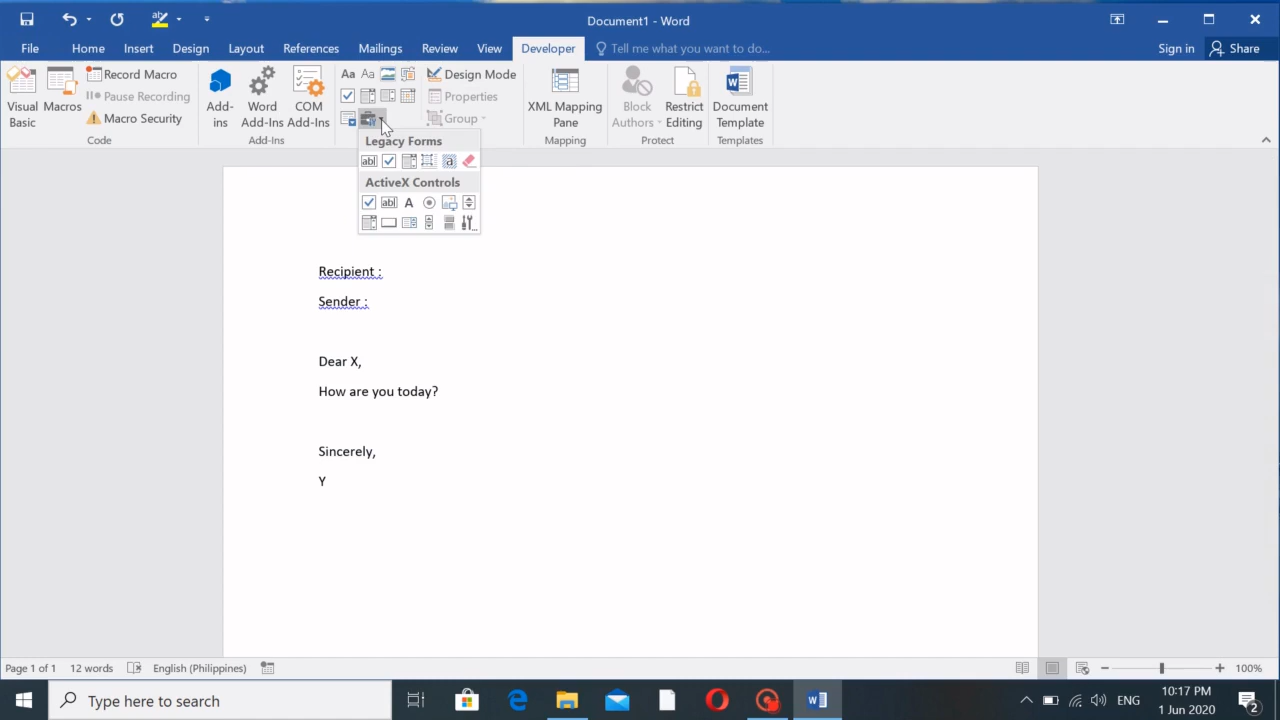 Document1 - Word
File Home Insert Design Layout References Mailings Review View Developer Tell me what you want to do... Sign in Share
Visual Basic
Macros
Record Macro
Pause Recording
Macro Security
Code
Add-ins
Word Add-Ins
COM Add-Ins
Add-Ins
Aa Aa
Design Mode
Properties
Group
XML Mapping Pane
Mapping
Block Authors
Restrict Editing
Protect
Document Template
Templates
Legacy Forms
ActiveX Controls
Recipient :
Sender :
Dear X,
How are you today?
Sincerely,
Y
Page 1 of 1 12 words English (Philippines) 100%
Type here to search
ENG
10:17 PM
1 Jun 2020
2